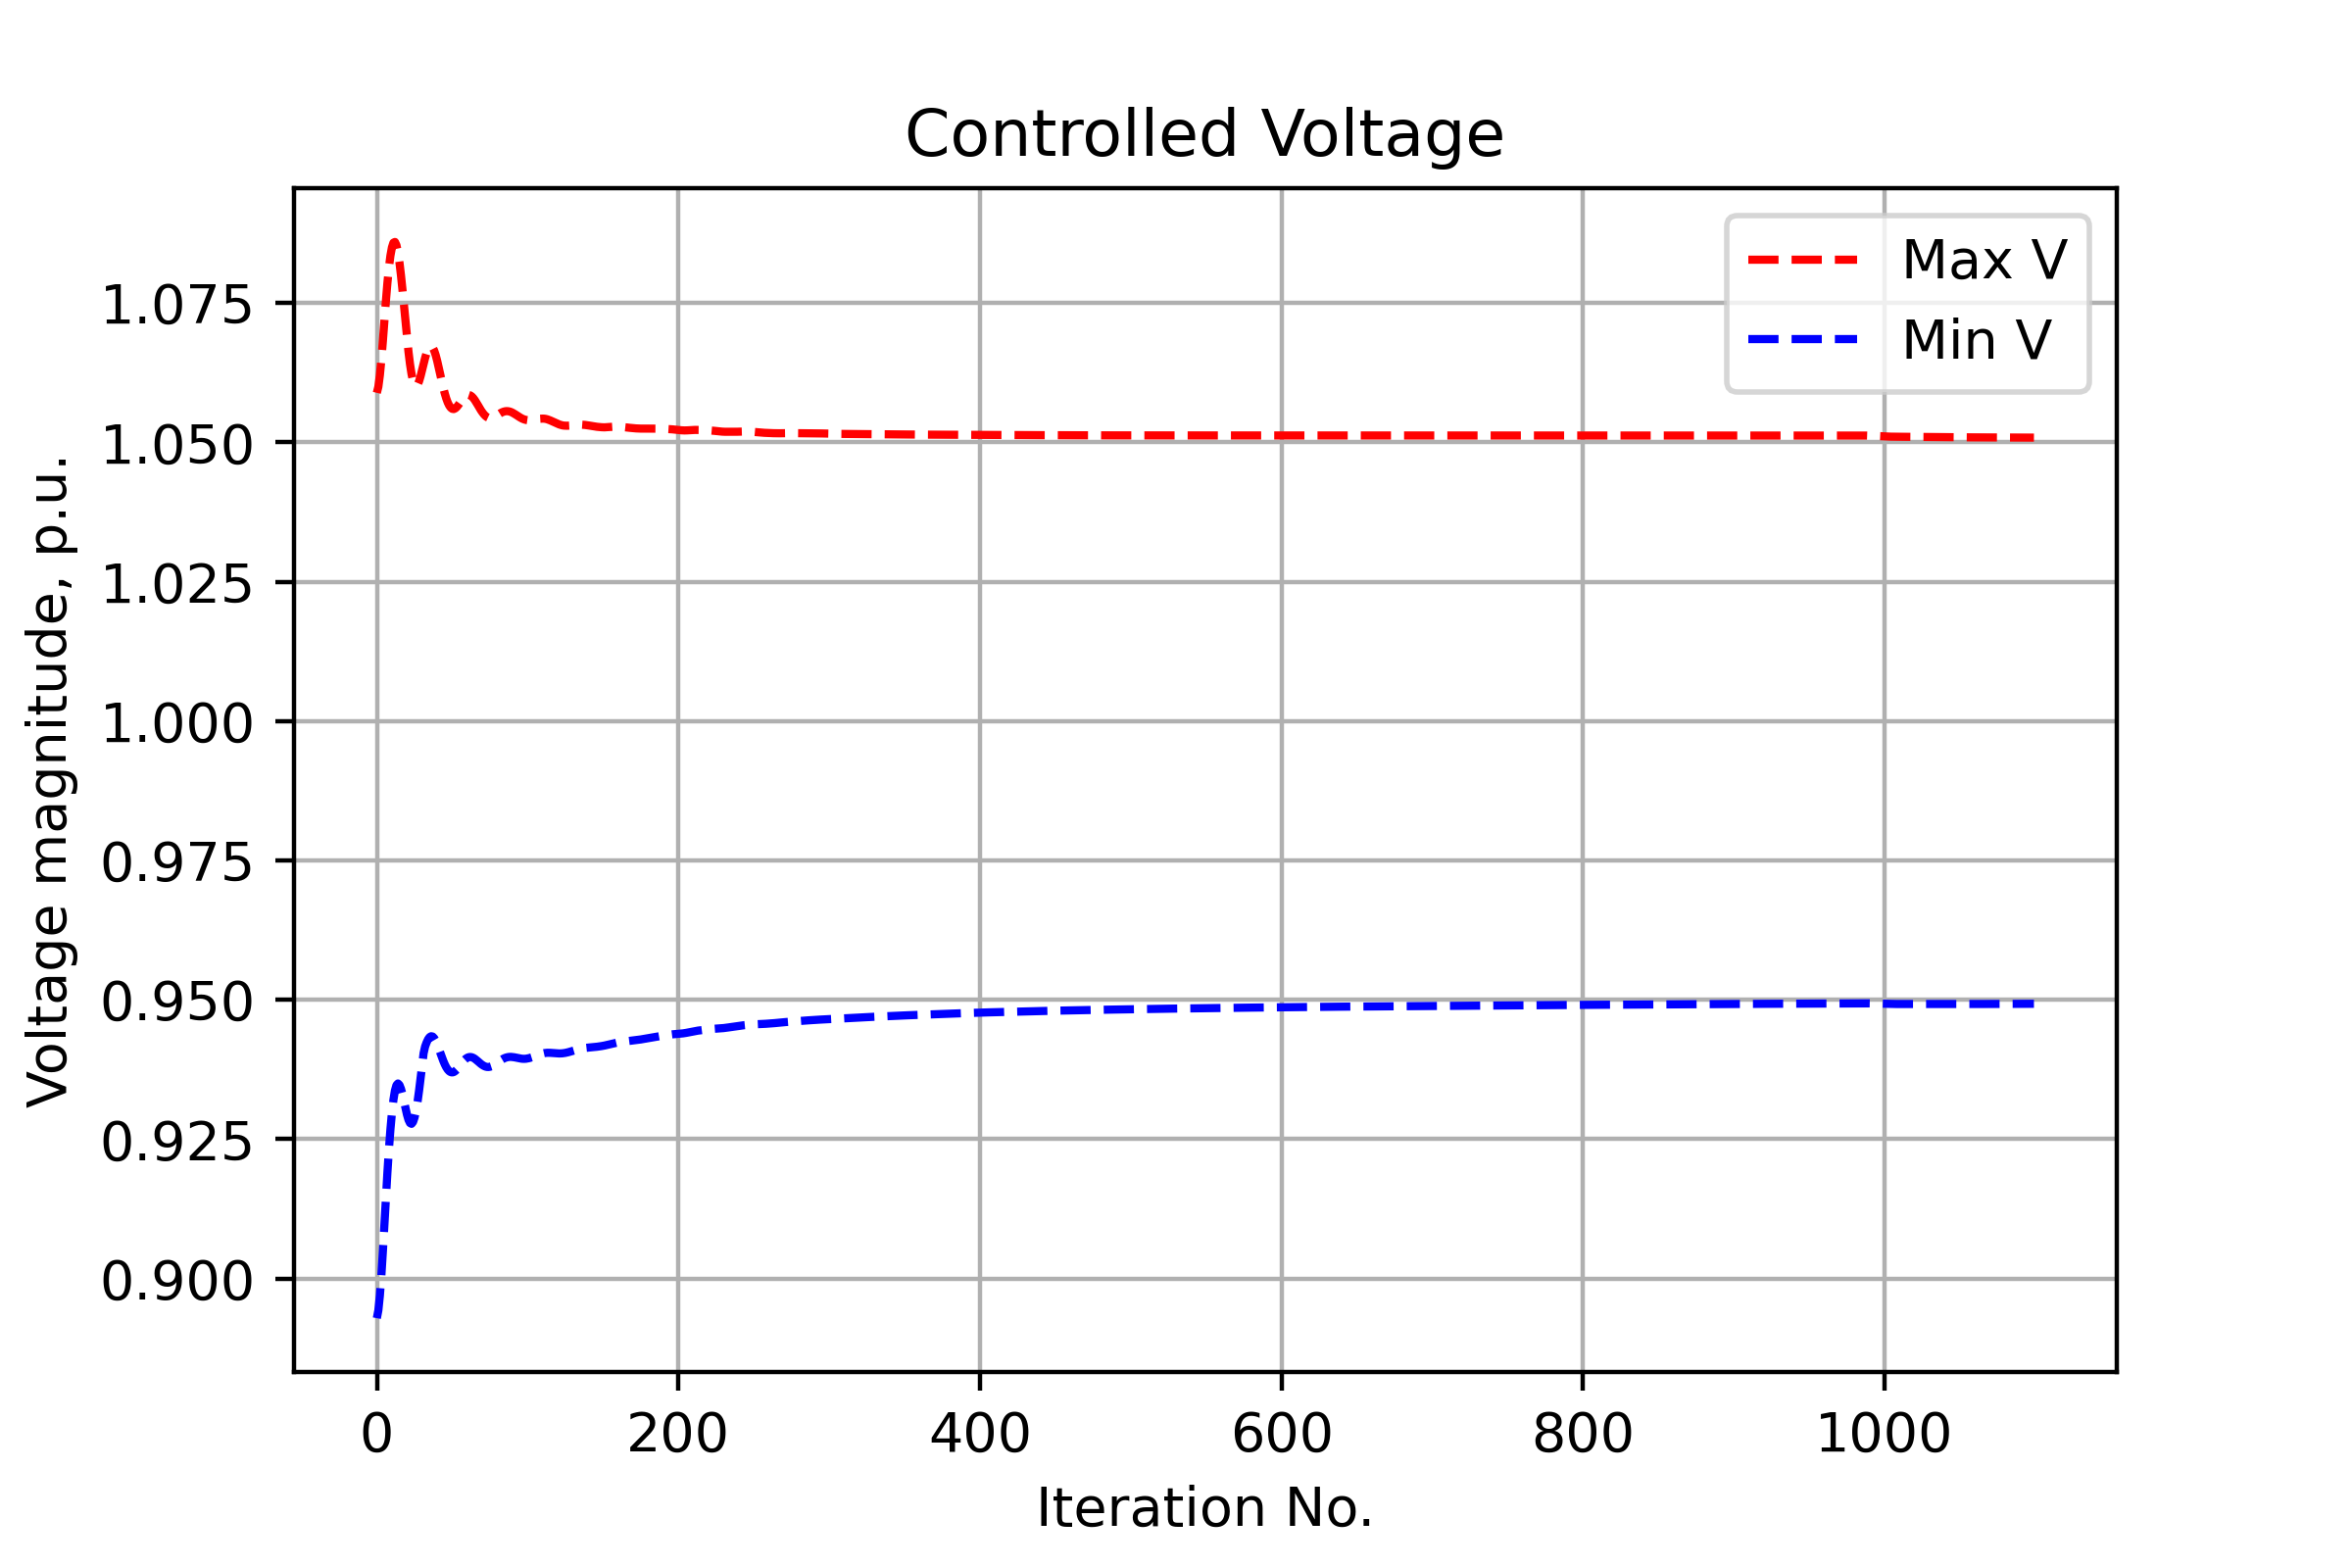 Controlled Voltage
Max V
Min V
Voltage magnitude, p.u.
1.075
1.050
1.025
1.000
0.975
0.950
0.925
0.900
0 200 400 600 800 1000
Iteration No.